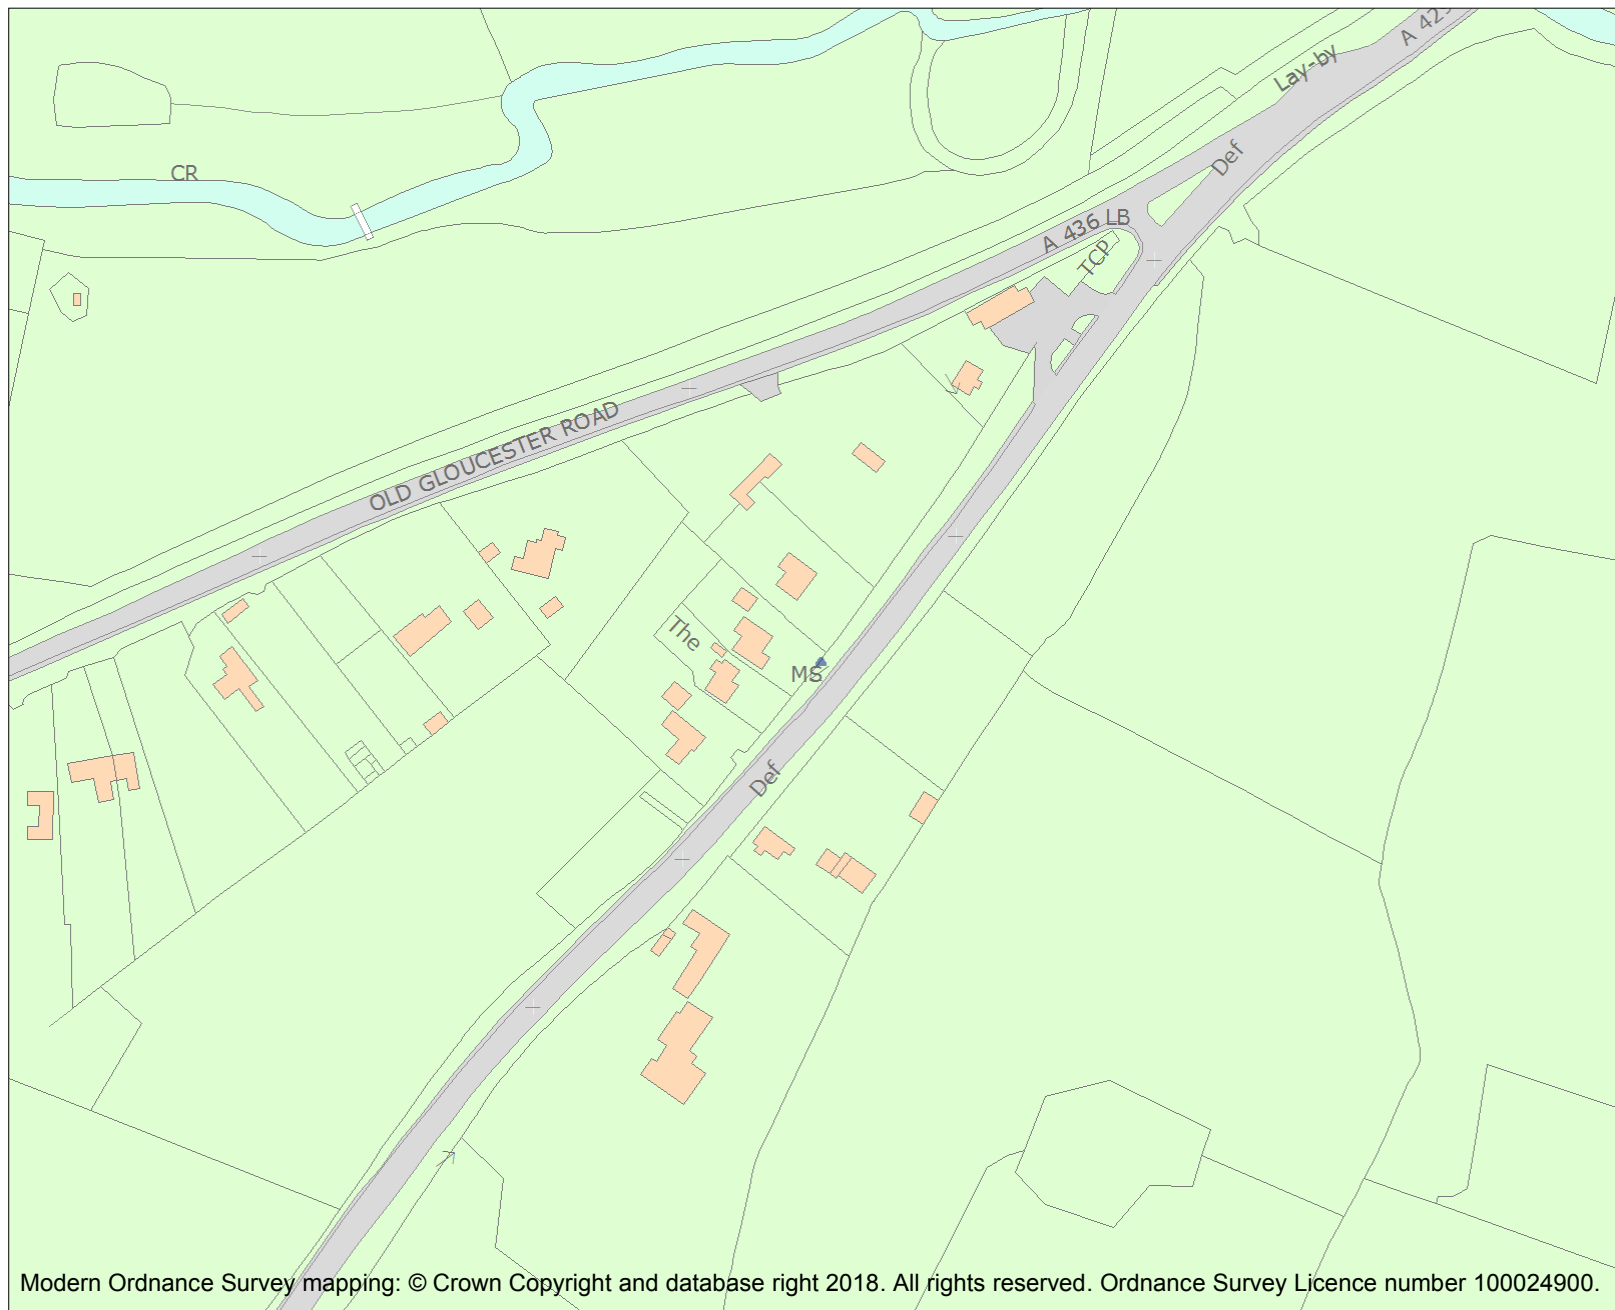 A 42
Lay-by
Def
CR
A 436 LB
TCP
OLD GLOUCESTER ROAD
The
MS
Def
Modern Ordnance Survey mapping: © Crown Copyright and database right 2018. All rights reserved. Ordnance Survey Licence number 100024900.